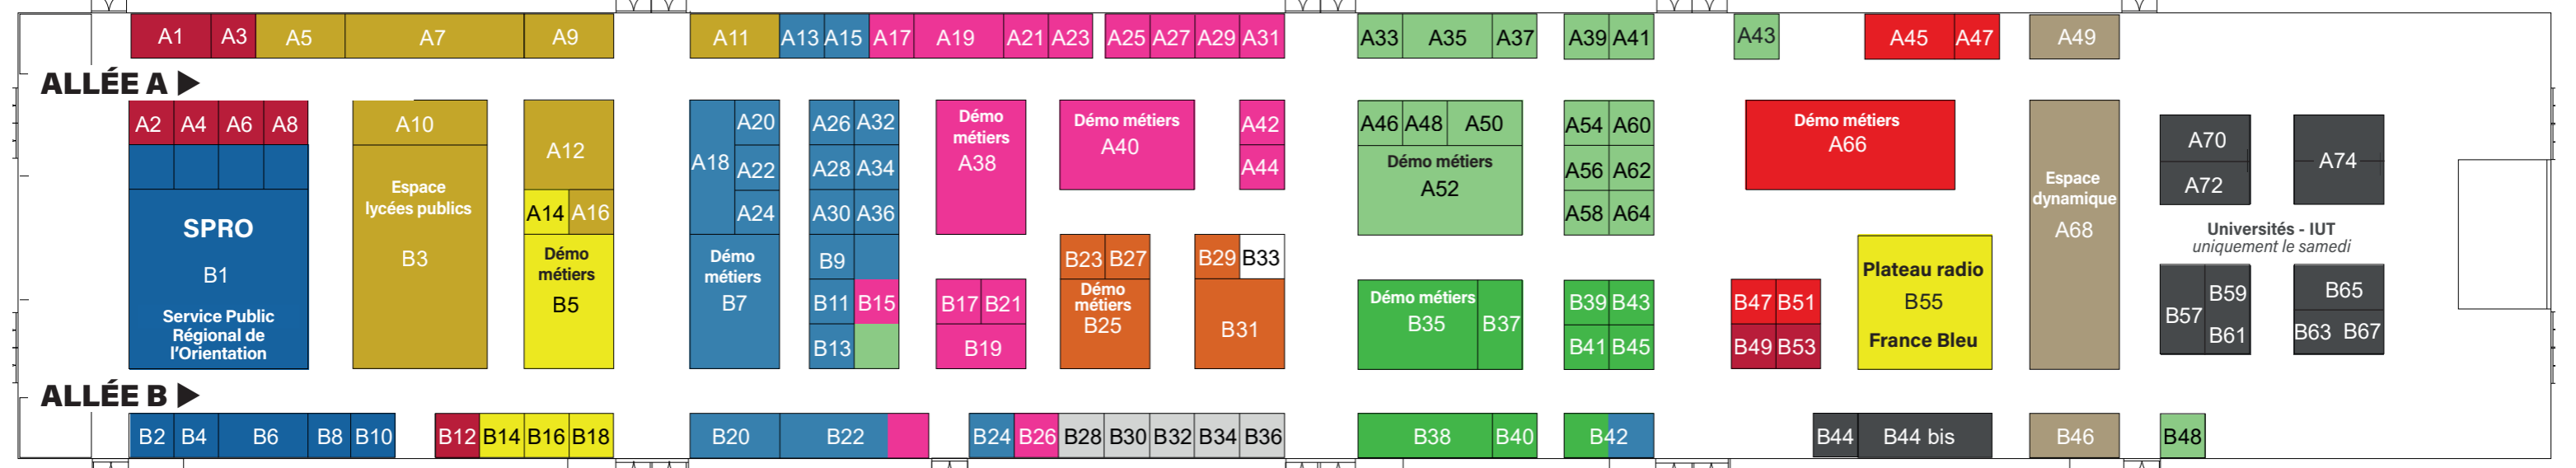 A1 A3 A5 A7 A9 A11 A13 A15 A17 A19 A21 A23 A25 A27 A29 A31 A33 A35 A37 A39 A41 A43 A45 A47 A49
ALLÉE A
A2 A4 A6 A8
SPRO
B1
Service Public
Régional de
l'Orientation
A10
Espace
lycées publics
B3
A12
A14 A16
Démo
métiers
B5
A18
A20
A22
A24
Démo
métiers
B7
A26 A32
A28 A34
A30 A36
B9
B11 B15
B13
Démo
métiers
A38
B17 B21
B19
Démo métiers
A40
A42
A44
B23 B27
Démo
métiers
B25
B29 B33
B31
A46 A48 A50
Démo métiers
A52
Démo métiers
B35
B37
A54 A60
A56 A62
A58 A64
B39 B43
B41 B45
Démo métiers
A66
B47 B51
B49 B53
Plateau radio
B55
France Bleu
Espace
dynamique
A68
A70
A72
A74
Universités - IUT
uniquement le samedi
B57
B59
B61
B65
B63 B67
ALLÉE B
B2 B4 B6 B8 B10 B12 B14 B16 B18 B20 B22 B24 B26 B28 B30 B32 B34 B36 B38 B40 B42 B44 B44 bis B46 B48